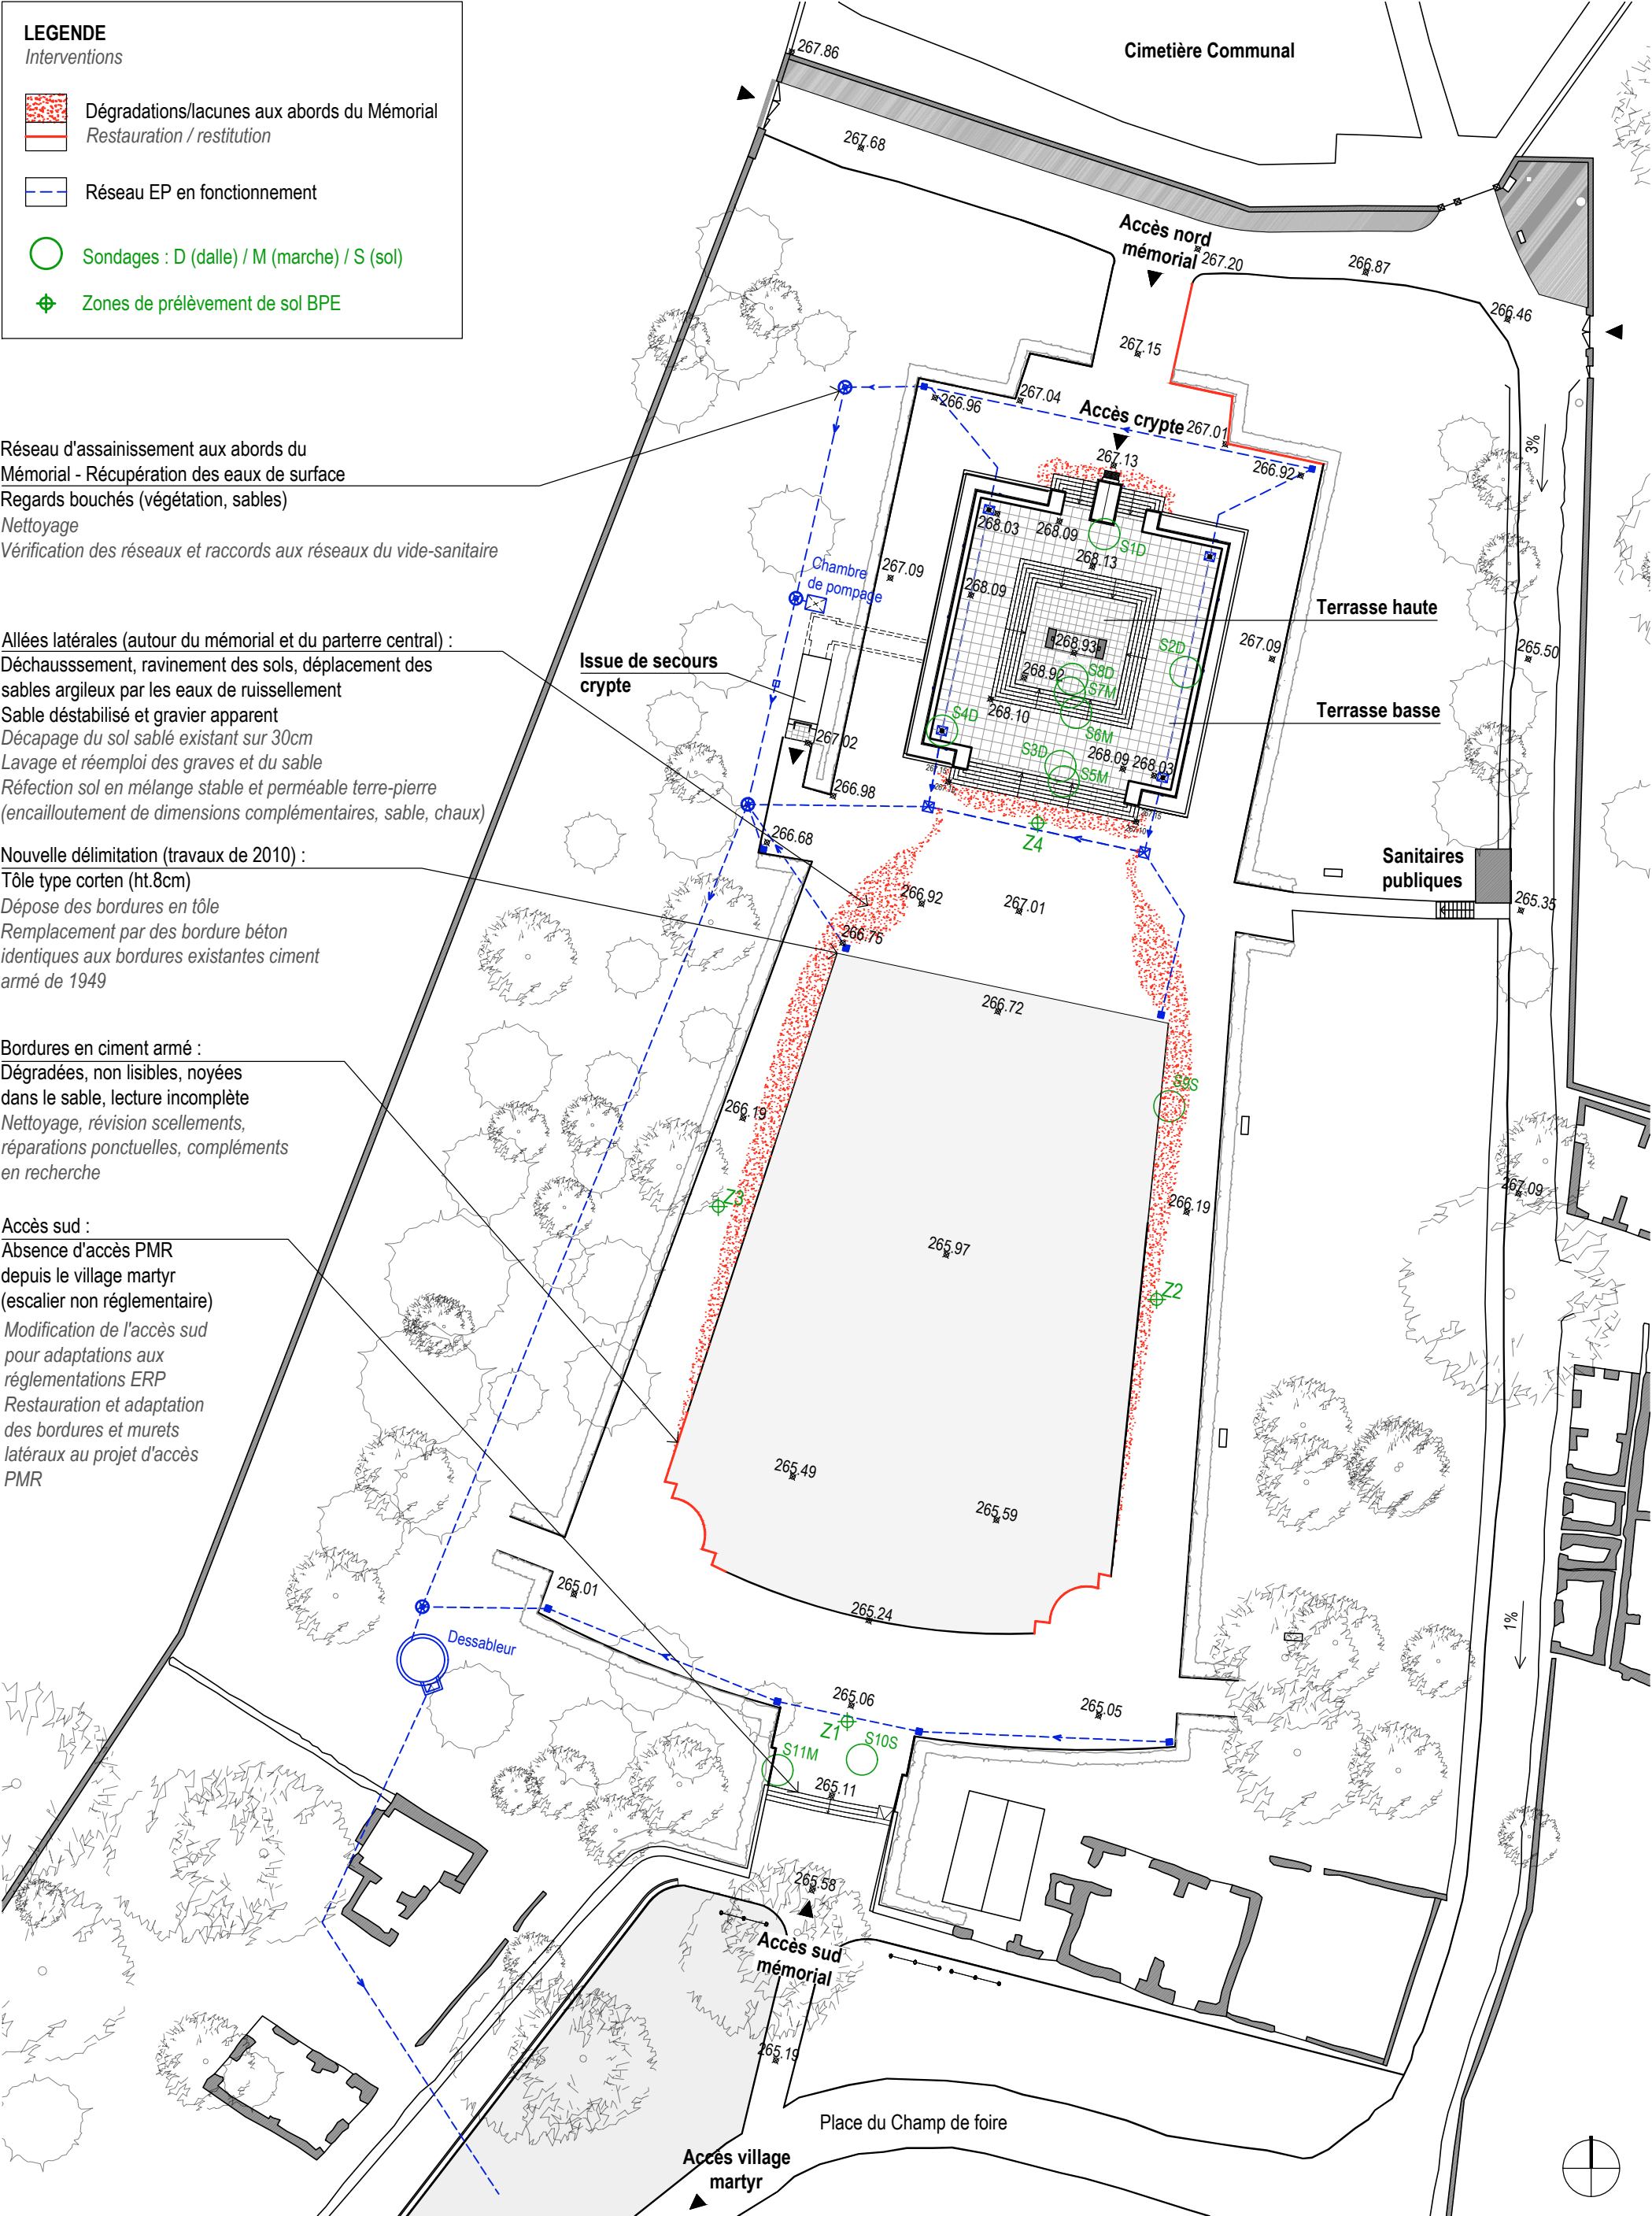 LEGENDE
Interventions
Dégradations/lacunes aux abords du Mémorial
Restauration / restitution
Réseau EP en fonctionnement
Sondages : D (dalle) / M (marche) / S (sol)
Zones de prélèvement de sol BPE
Réseau d'assainissement aux abords du
Mémorial - Récupération des eaux de surface
Regards bouchés (végétation, sables)
Nettoyage
Vérification des réseaux et raccords aux réseaux du vide-sanitaire
Allées latérales (autour du mémorial et du parterre central) :
Déchausssement, ravinement des sols, déplacement des
sables argileux par les eaux de ruissellement
Sable déstabilisé et gravier apparent
Décapage du sol sablé existant sur 30cm
Lavage et réemploi des graves et du sable
Réfection sol en mélange stable et perméable terre-pierre
(encailloutement de dimensions complémentaires, sable, chaux)
Nouvelle délimitation (travaux de 2010) :
Tôle type corten (ht.8cm)
Dépose des bordures en tôle
Remplacement par des bordure béton
identiques aux bordures existantes ciment
armé de 1949
Bordures en ciment armé :
Dégradées, non lisibles, noyées
dans le sable, lecture incomplète
Nettoyage, révision scellements,
réparations ponctuelles, compléments
en recherche
Accès sud :
Absence d'accès PMR
depuis le village martyr
(escalier non réglementaire)
Modification de l'accès sud
pour adaptations aux
réglementations ERP
Restauration et adaptation
des bordures et murets
latéraux au projet d'accès
PMR
Cimetière Communal
267.86
267.68
Accès nord
mémorial
267.20
266.87
266.46
267.15
267.04
266.96
Accès crypte
267.01
267.13
266.92
3%
268.03
268.09
S1D
268.13
Chambre
de pompage
267.09
268.09
Terrasse haute
267.09
265.50
268.93
S2D
Issue de secours
crypte
268.92
S8D
S7M
268.10
S6M
Terrasse basse
S4D
267.02
S3D
268.09
268.03
S5M
266.98
266.68
Z4
Sanitaires
publiques
266.92
267.01
265.35
266.75
266.72
S9S
266.19
267.09
Z3
266.19
265.97
Z2
265.49
265.59
265.01
265.24
1%
Dessableur
265.06
265.05
Z1
S10S
S11M
265.11
265.58
Accès sud
mémorial
265.19
Place du Champ de foire
Accès village
martyr